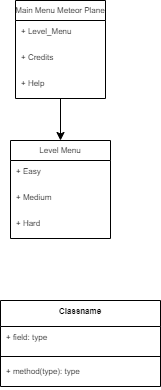 Main Menu Meteor Plane
+ Level_Menu
+ Credits
+ Help
Level Menu
+ Easy
+ Medium
+ Hard
Classname
+ field: type
+ method(type): type